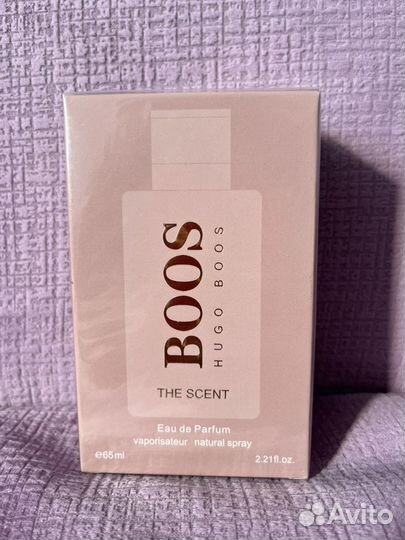 BOOS
HUGO BOOS
THE SCENT
Eau de Parfum
vaporisateur natural spray
e65ml 2.21fl.oz.
Avito